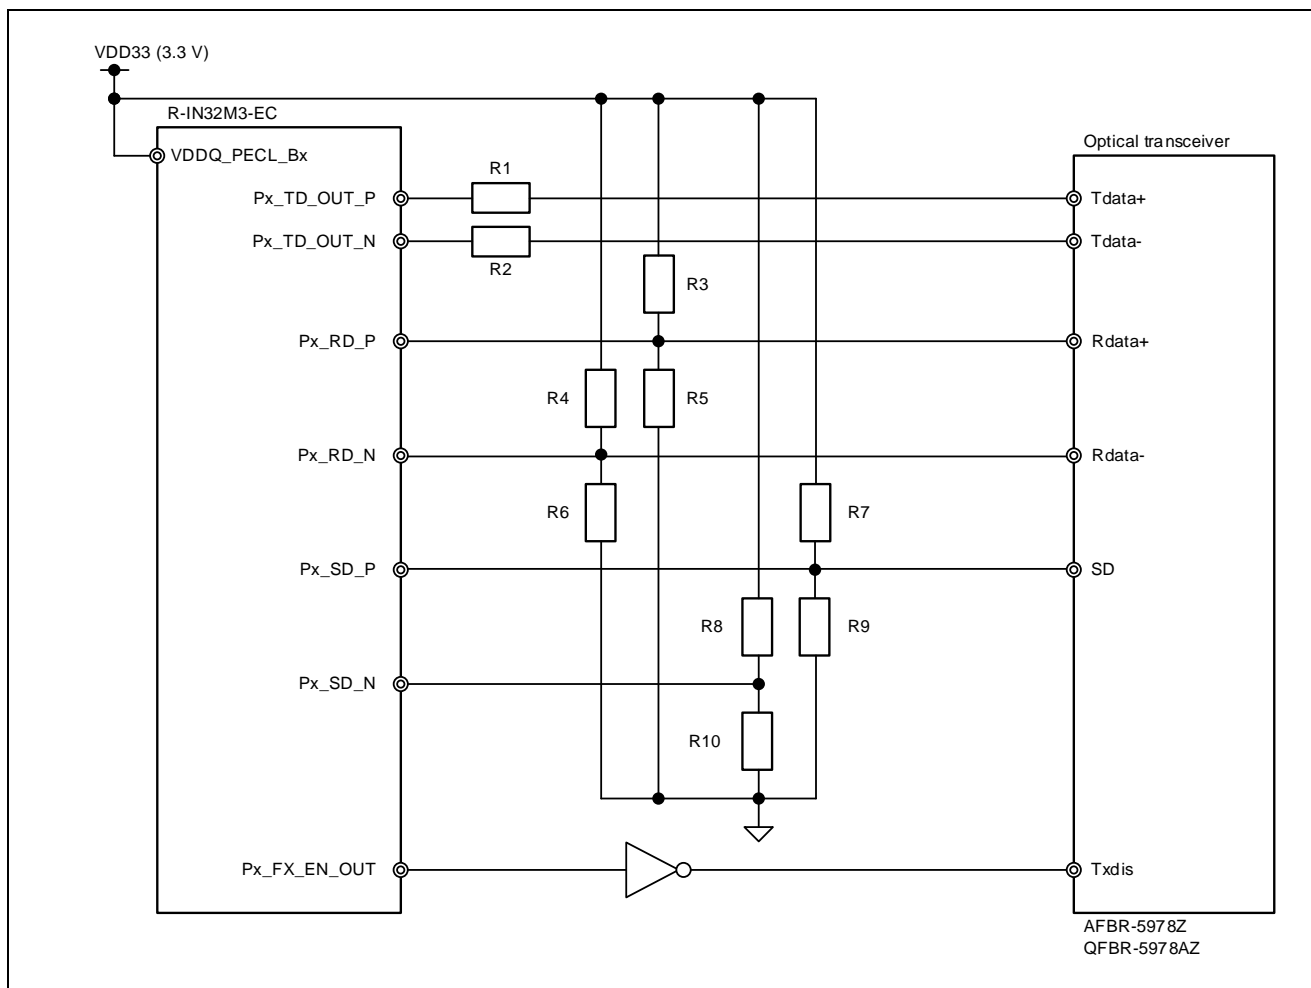 VDD33 (3.3 V)
R-IN32M3-EC
VDDQ_PECL_Bx
Optical transceiver
R1
Px_TD_OUT_P
Tdata+
Px_TD_OUT_N
Tdata-
R2
R3
Px_RD_P
Rdata+
R4
R5
Px_RD_N
Rdata-
R6
R7
Px_SD_P
SD
R8
R9
Px_SD_N
R10
Px_FX_EN_OUT
Txdis
AFBR-5978Z
QFBR-5978AZ